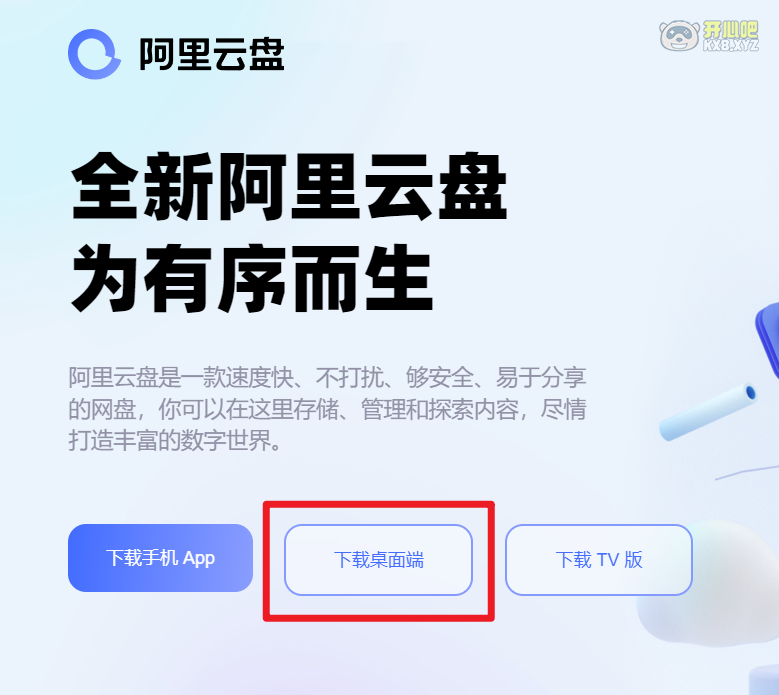 阿里云盘
开心吧
KXB.XYZ
全新阿里云盘
为有序而生
阿里云盘是一款速度快、不打扰、够安全、易于分享
的网盘，你可以在这里存储、管理和探索内容，尽情
打造丰富的数字世界。
下载手机 App
下载桌面端
下载 TV 版